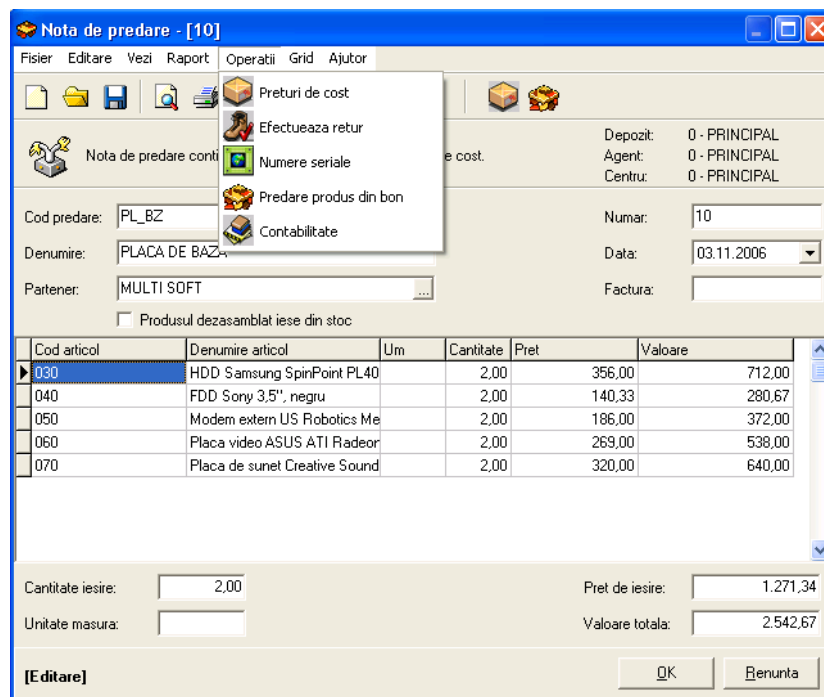 Nota de predare - [10]
Fisier Editare Vezi Raport Operatii Grid Ajutor
Preturi de cost
Efectueaza retur
Numere seriale
Predare produs din bon
Contabilitate
Nota de predare conti
e cost.
Depozit: 0 - PRINCIPAL
Agent: 0 - PRINCIPAL
Centru: 0 - PRINCIPAL
Cod predare: PL_BZ
Numar: 10
Denumire: PLACA DE BAZA
Data: 03.11.2006
Partener: MULTI SOFT ...
Factura:
Produsul dezasamblat iese din stoc
Cod articol Denumire articol Um Cantitate Pret Valoare
030 HDD Samsung SpinPoint PL40 2,00 356,00 712,00
040 FDD Sony 3,5'', negru 2,00 140,33 280,67
050 Modem extern US Robotics Me 2,00 186,00 372,00
060 Placa video ASUS ATI Radeor 2,00 269,00 538,00
070 Placa de sunet Creative Sound 2,00 320,00 640,00
Cantitate iesire: 2,00
Pret de iesire: 1.271,34
Unitate masura:
Valoare totala: 2.542,67
[Editare]
OK Renunta